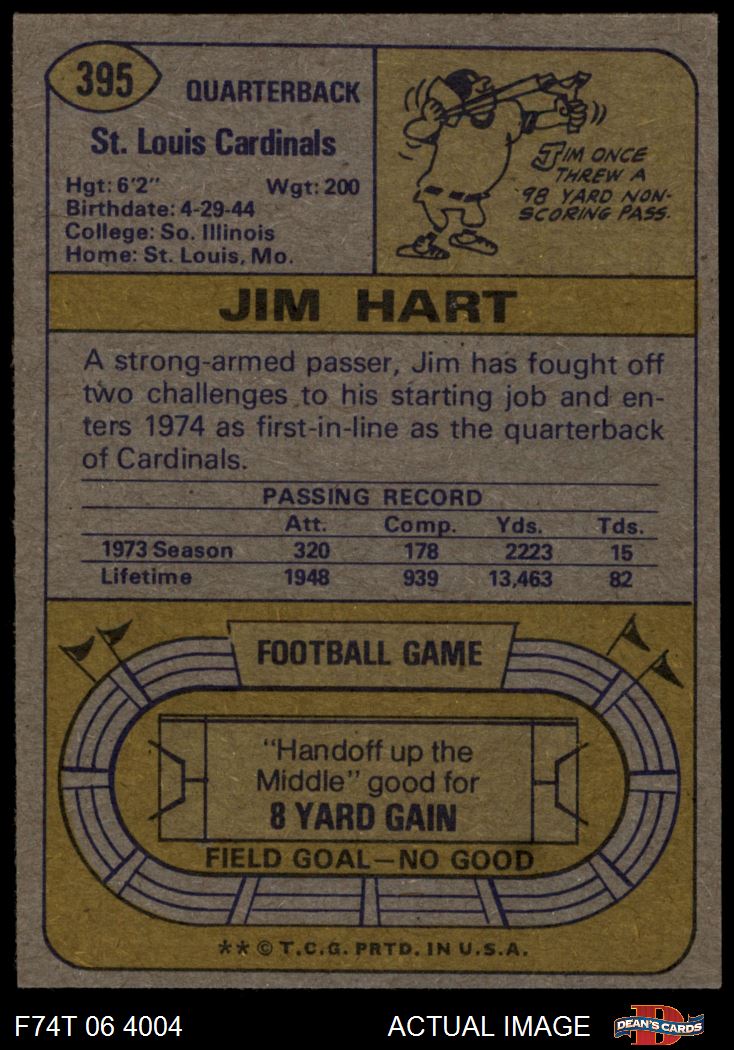 395
QUARTERBACK
St. Louis Cardinals
Hgt: 6'2" Wgt: 200
Birthdate: 4-29-44
College: So. Illinois
Home: St. Louis, Mo.
JIM ONCE
THREW A
98 YARD NON-
SCORING PASS.
JIM HART
A strong-armed passer, Jim has fought off
two challenges to his starting job and en-
ters 1974 as first-in-line as the quarterback
of Cardinals.
PASSING RECORD
Att. Comp. Yds. Tds.
1973 Season 320 178 2223 15
Lifetime 1948 939 13,463 82
FOOTBALL GAME
"Handoff up the
Middle" good for
8 YARD GAIN
FIELD GOAL—NO GOOD
** © T.C.G. PRTD. IN U.S.A.
F74T 06 4004 ACTUAL IMAGE
D
DEAN'S CARDS